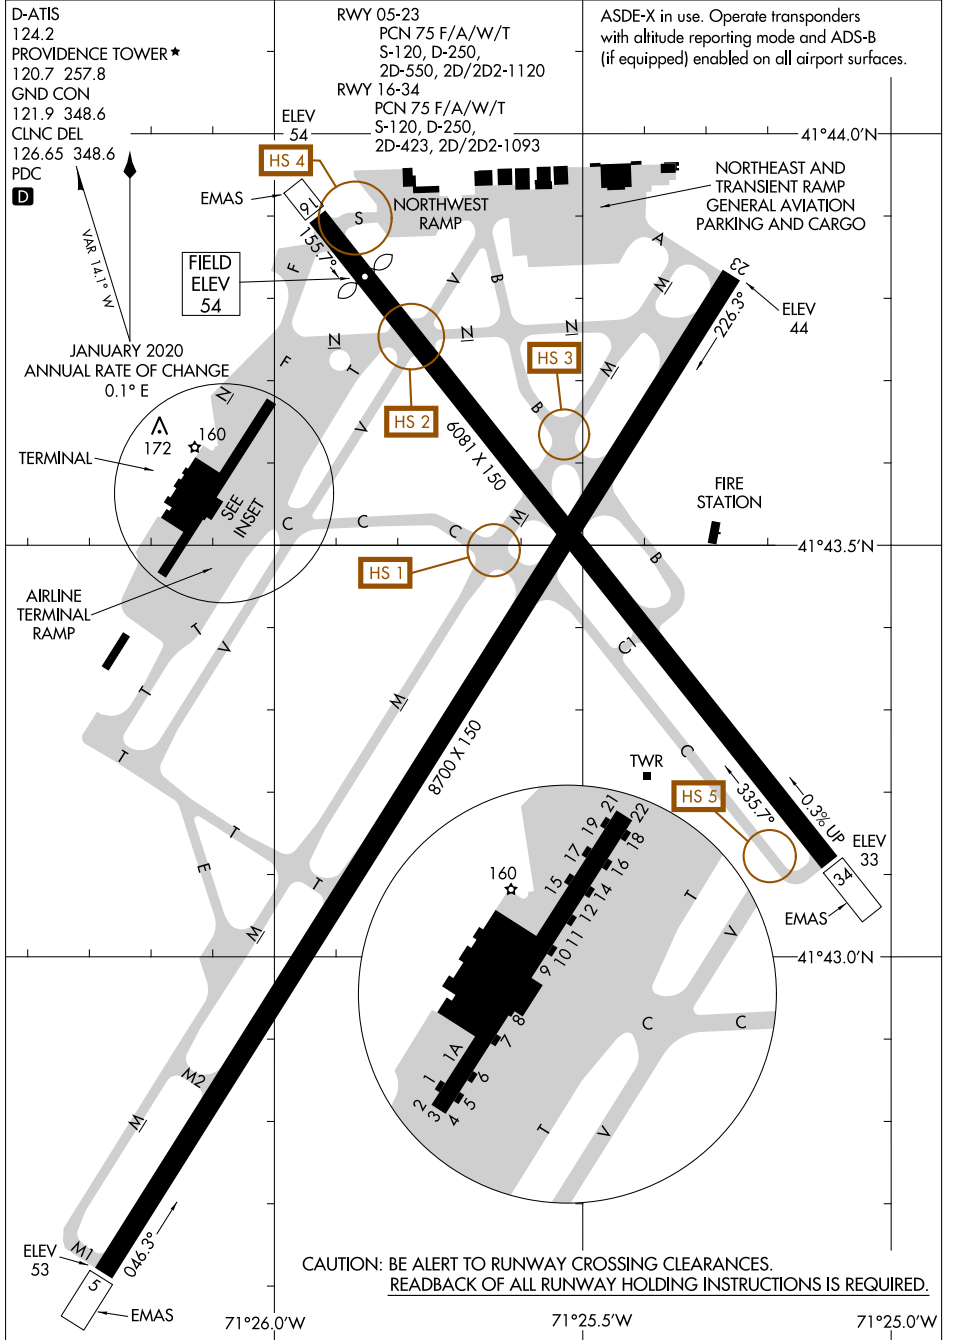 D-ATIS
124.2
PROVIDENCE TOWER★
120.7 257.8
GND CON
121.9 348.6
CLNC DEL
126.65 348.6
PDC
D
RWY 05-23
PCN 75 F/A/W/T
S-120, D-250,
2D-550, 2D/2D2-1120
RWY 16-34
PCN 75 F/A/W/T
S-120, D-250,
2D-423, 2D/2D2-1093
ASDE-X in use. Operate transponders
with altitude reporting mode and ADS-B
(if equipped) enabled on all airport surfaces.
41°44.0'N
ELEV
54
HS 4
EMAS
16
S
NORTHWEST
RAMP
NORTHEAST AND
TRANSIENT RAMP
GENERAL AVIATION
PARKING AND CARGO
155.7°
FIELD
ELEV
54
VAR 14.1° W
JANUARY 2020
ANNUAL RATE OF CHANGE
0.1° E
F
V
B
A
M
23
ELEV
44
226.3°
N
N
N
HS 3
HS 2
F
T
V
M
B
N
6081 X 150
172
160
TERMINAL
SEE
INSET
C
C
C
M
FIRE
STATION
41°43.5'N
HS 1
B
AIRLINE
TERMINAL
RAMP
T
V
T
C1
M
8700 X 150
T
C
TWR
HS 5
335.7°
0.3% UP
ELEV
33
34
EMAS
T
E
T
M
21
22
19
18
17
16
15
14
12
11
10
9
8
7
160
1A
1
2
3
4
5
6
T
V
C
C
T
V
41°43.0'N
M2
M
ELEV
53
M1
5
046.3°
EMAS
CAUTION: BE ALERT TO RUNWAY CROSSING CLEARANCES.
READBACK OF ALL RUNWAY HOLDING INSTRUCTIONS IS REQUIRED.
71°26.0'W
71°25.5'W
71°25.0'W